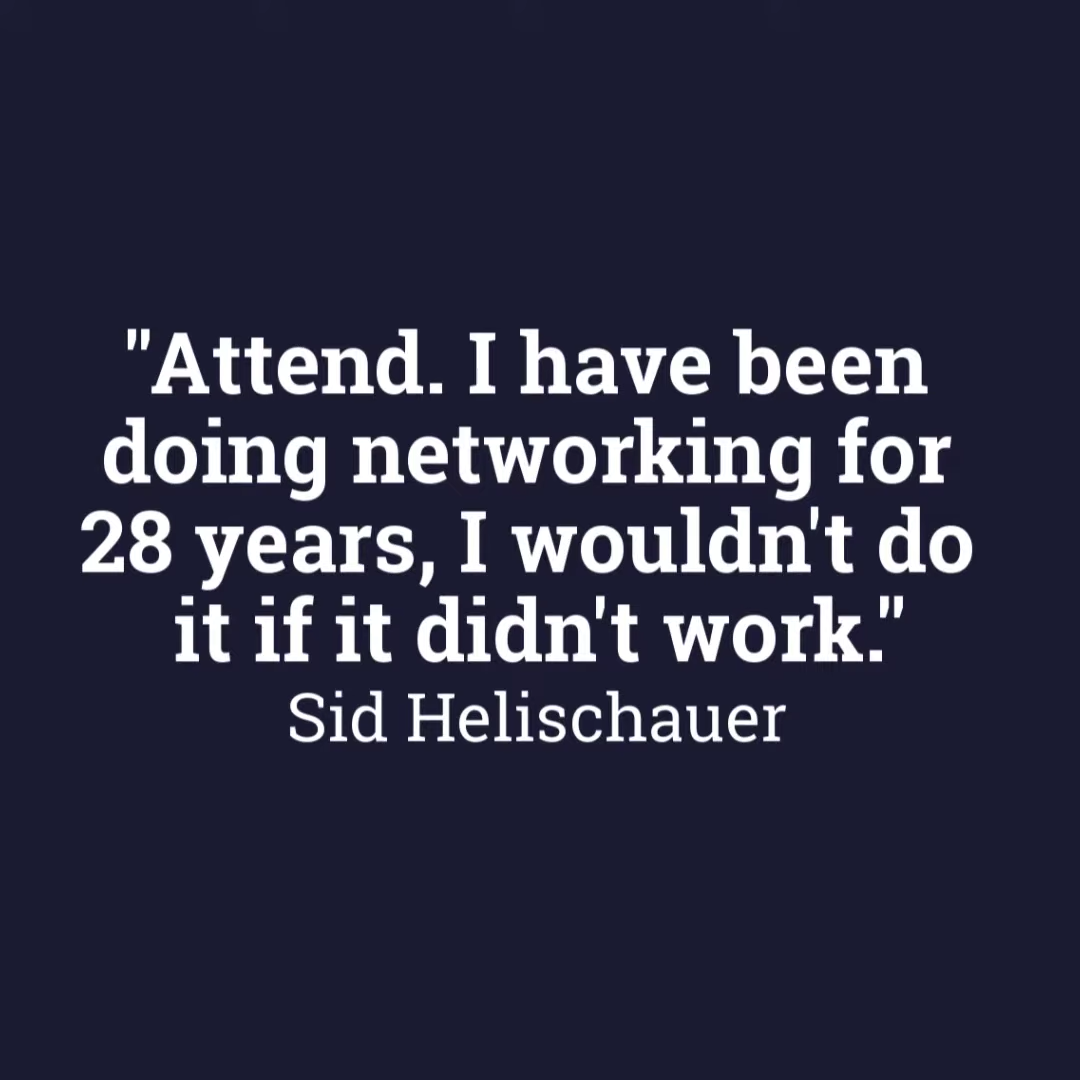 "Attend. I have been
doing networking for
28 years, I wouldn't do
it if it didn't work."
Sid Helischauer